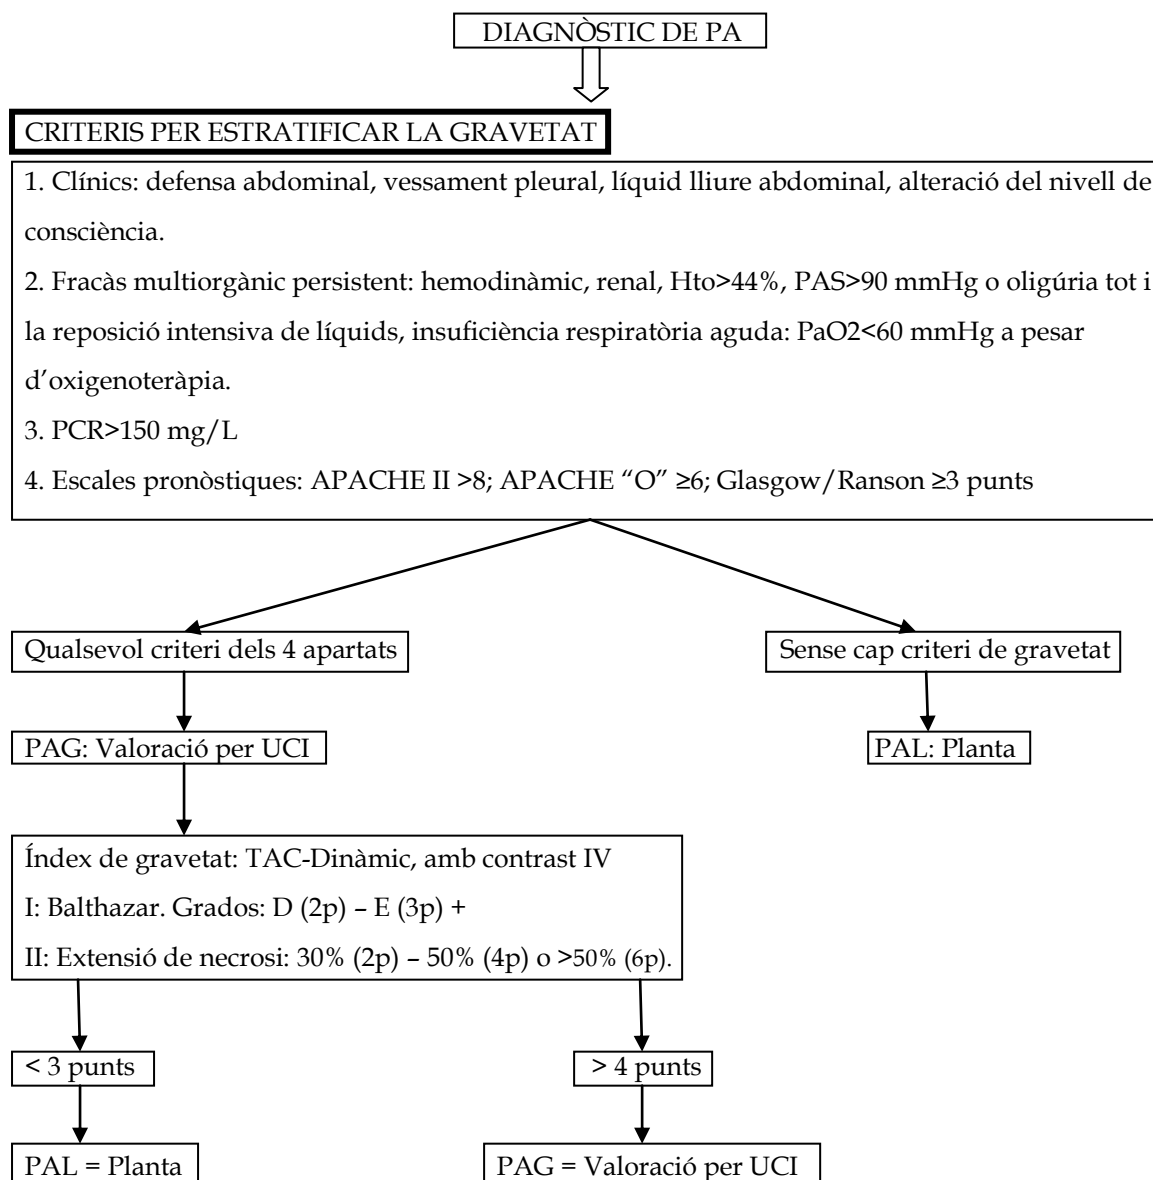 DIAGNÒSTIC DE PA
CRITERIS PER ESTRATIFICAR LA GRAVETAT
1. Clínics: defensa abdominal, vessament pleural, líquid lliure abdominal, alteració del nivell de
consciència.
2. Fracàs multiorgànic persistent: hemodinàmic, renal, Hto>44%, PAS>90 mmHg o oligúria tot i
la reposició intensiva de líquids, insuficiència respiratòria aguda: PaO2<60 mmHg a pesar
d’oxigenoteràpia.
3. PCR>150 mg/L
4. Escales pronòstiques: APACHE II >8; APACHE “O” ≥6; Glasgow/Ranson ≥3 punts
Qualsevol criteri dels 4 apartats
Sense cap criteri de gravetat
PAG: Valoració per UCI
PAL: Planta
Índex de gravetat: TAC-Dinàmic, amb contrast IV
I: Balthazar. Grados: D (2p) – E (3p) +
II: Extensió de necrosi: 30% (2p) – 50% (4p) o >50% (6p).
< 3 punts
> 4 punts
PAL = Planta
PAG = Valoració per UCI